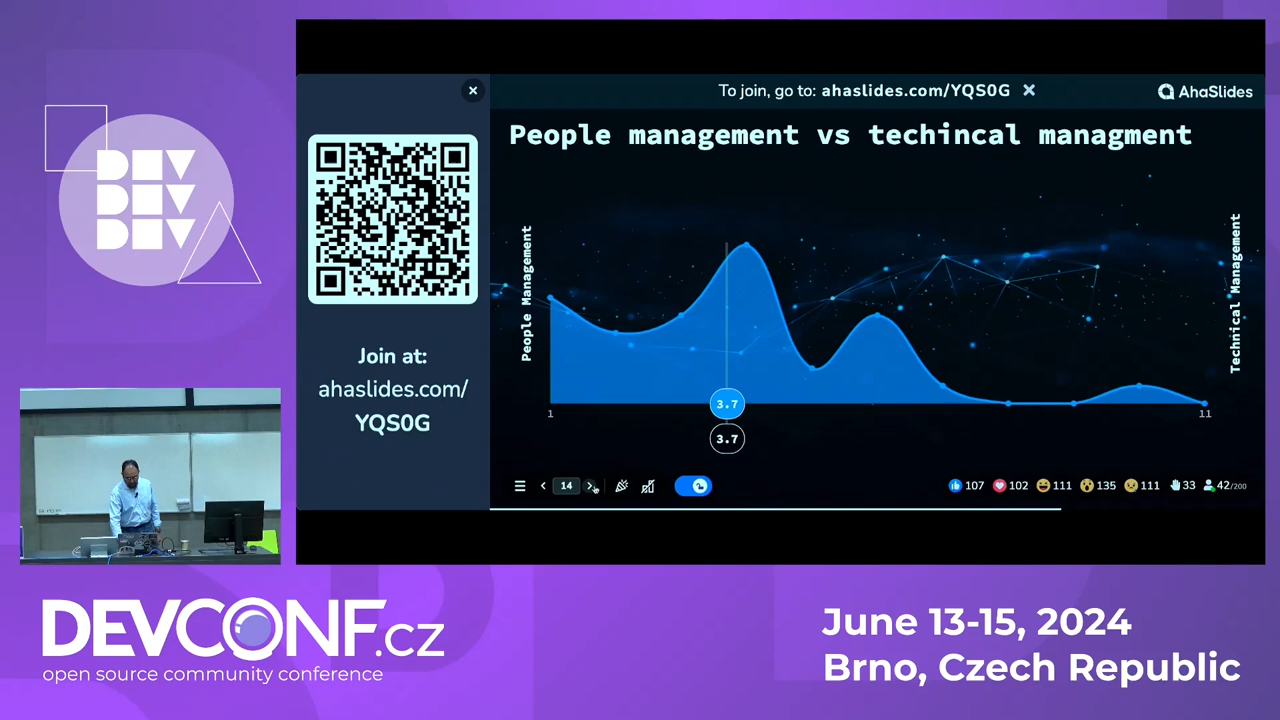 To join, go to: ahaslides.com/YQS0G
AhaSlides
People management vs techincal managment
DEV
DEV
DEV
Join at:
ahaslides.com/
YQS0G
People Management
Technical Management
3.7
1
11
3.7
14
107
102
111
135
111
33
42/200
DEVCONF.cz
open source community conference
June 13-15, 2024
Brno, Czech Republic